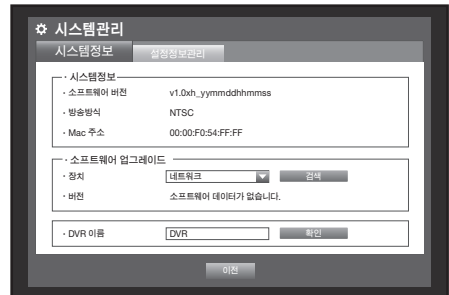 시스템관리
시스템정보 설정정보관리
· 시스템정보
· 소프트웨어 버전 v1.0xh_yymmddhhmmss
· 방송방식 NTSC
· Mac 주소 00:00:F0:54:FF:FF
· 소프트웨어 업그레이드
· 장치 네트워크 검색
· 버전 소프트웨어 데이터가 없습니다.
· DVR 이름 DVR 확인
이전